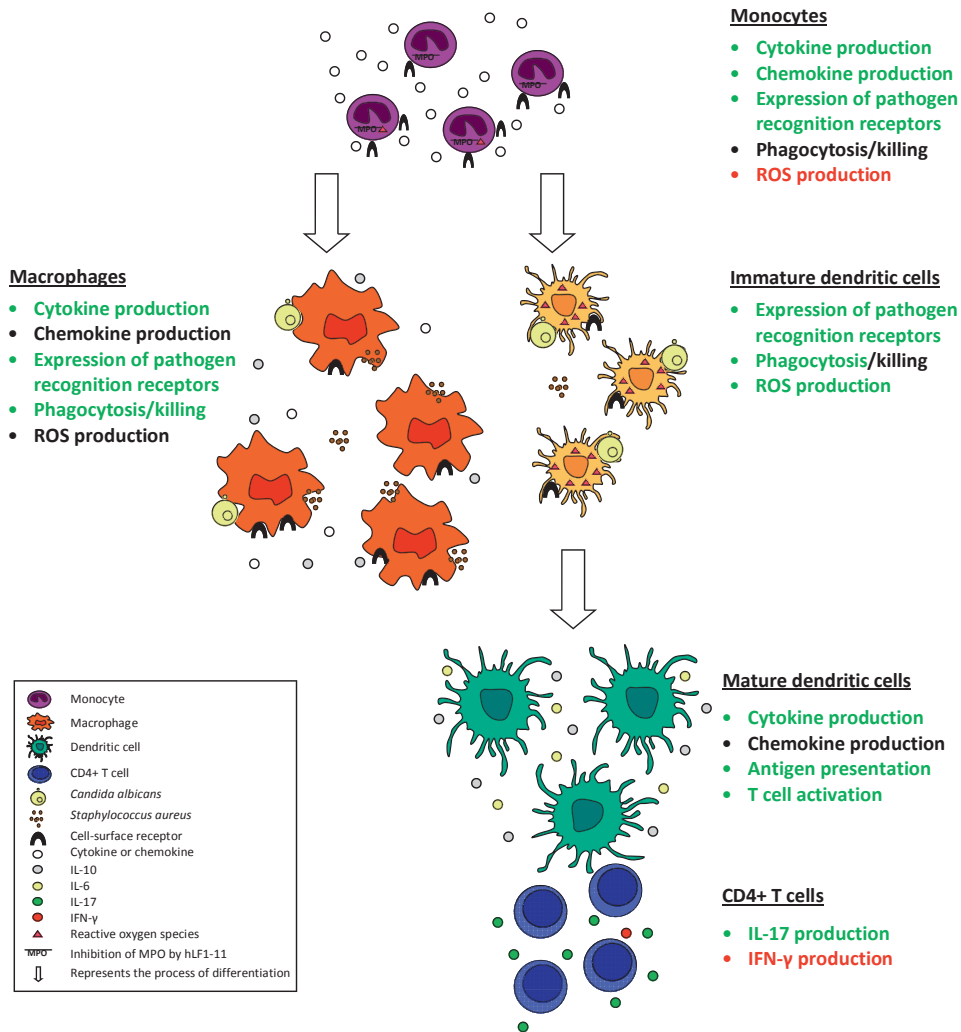 Monocytes
• Cytokine production
• Chemokine production
• Expression of pathogen
recognition receptors
• Phagocytosis/killing
• ROS production
MPO
MPO
MPO
MPO
Macrophages
• Cytokine production
• Chemokine production
• Expression of pathogen
recognition receptors
• Phagocytosis/killing
• ROS production
Immature dendritic cells
• Expression of pathogen
recognition receptors
• Phagocytosis/killing
• ROS production
Mature dendritic cells
• Cytokine production
• Chemokine production
• Antigen presentation
• T cell activation
CD4+ T cells
• IL-17 production
• IFN-γ production
Monocyte
Macrophage
Dendritic cell
CD4+ T cell
Candida albicans
Staphylococcus aureus
Cell-surface receptor
Cytokine or chemokine
IL-10
IL-6
IL-17
IFN-γ
Reactive oxygen species
MPO Inhibition of MPO by hLF1-11
Represents the process of differentiation